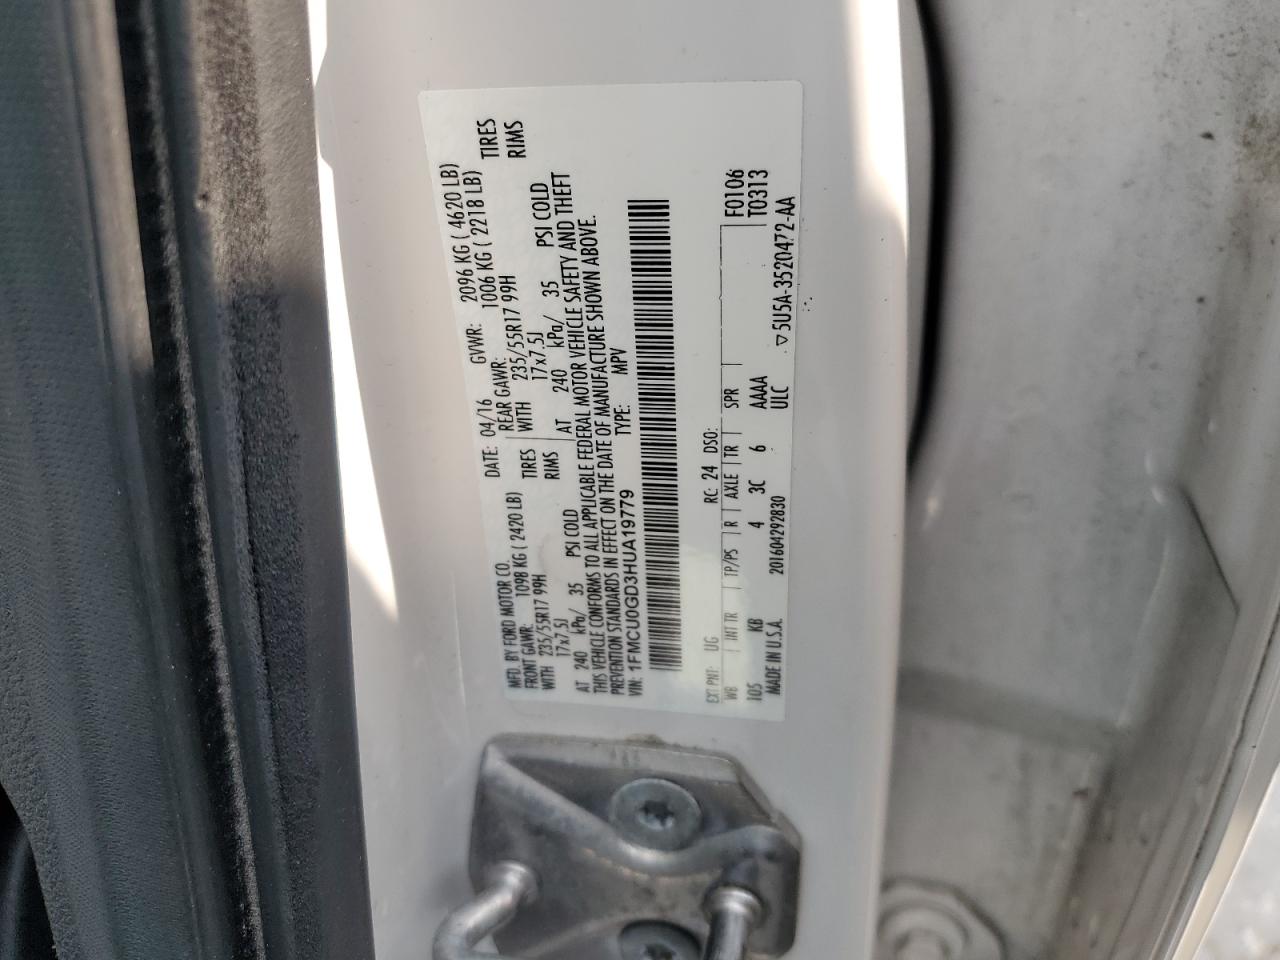 MFD. BY FORD MOTOR CO. DATE: 04/16 GVWR: 2096 KG ( 4620 LB)
FRONT GAWR: 1098 KG ( 2420 LB) REAR GAWR: 1006 KG ( 2218 LB)
WITH 235/55R17 99H TIRES WITH 235/55R17 99H TIRES
17x7.5J RIMS 17x7.5J RIMS
AT 240 kPa/ 35 PSI COLD AT 240 kPa/ 35 PSI COLD
THIS VEHICLE CONFORMS TO ALL APPLICABLE FEDERAL MOTOR VEHICLE SAFETY AND THEFT
PREVENTION STANDARDS IN EFFECT ON THE DATE OF MANUFACTURE SHOWN ABOVE.
VIN: 1FMCU0GD3HUA19779 TYPE: MPV
EXT PNT: UG RC: 24 DSO: F0106
WB INT TR TP/PS R AXLE TR SPR T0313
105 KB 4 3C 6 AAAA
MADE IN U.S.A. 201604292830 ULC ▽5U5A-3520472-AA